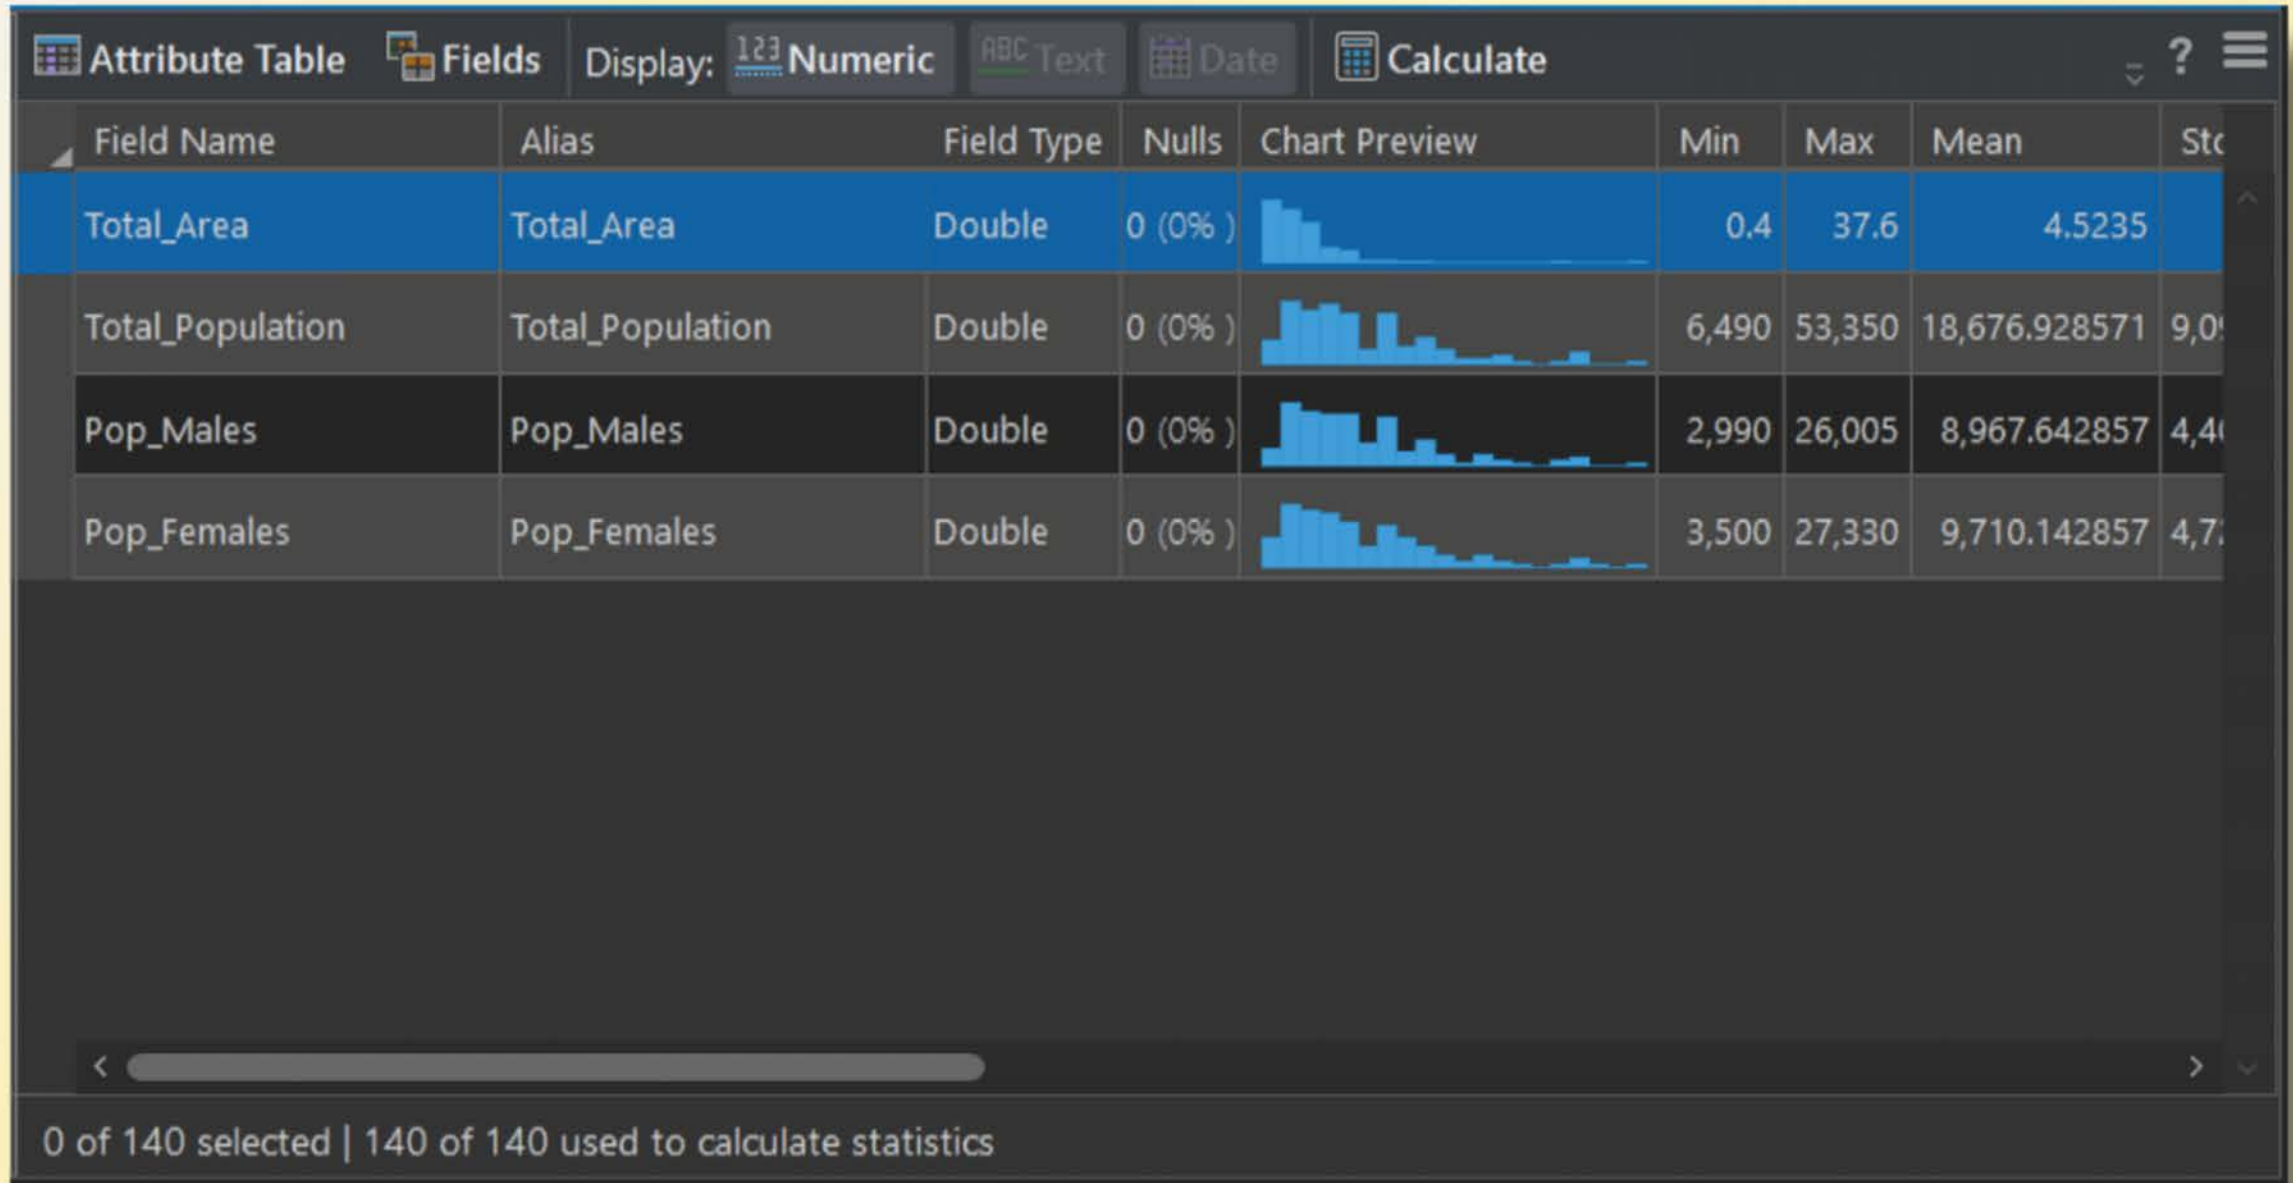 Attribute Table Fields Display: 123 Numeric ABC Text Date Calculate ?
Field Name Alias Field Type Nulls Chart Preview Min Max Mean
Total_Area Total_Area Double 0 (0% ) 0.4 37.6 4.5235
Total_Population Total_Population Double 0 (0% ) 6,490 53,350 18,676.928571
Pop_Males Pop_Males Double 0 (0% ) 2,990 26,005 8,967.642857
Pop_Females Pop_Females Double 0 (0% ) 3,500 27,330 9,710.142857
0 of 140 selected | 140 of 140 used to calculate statistics